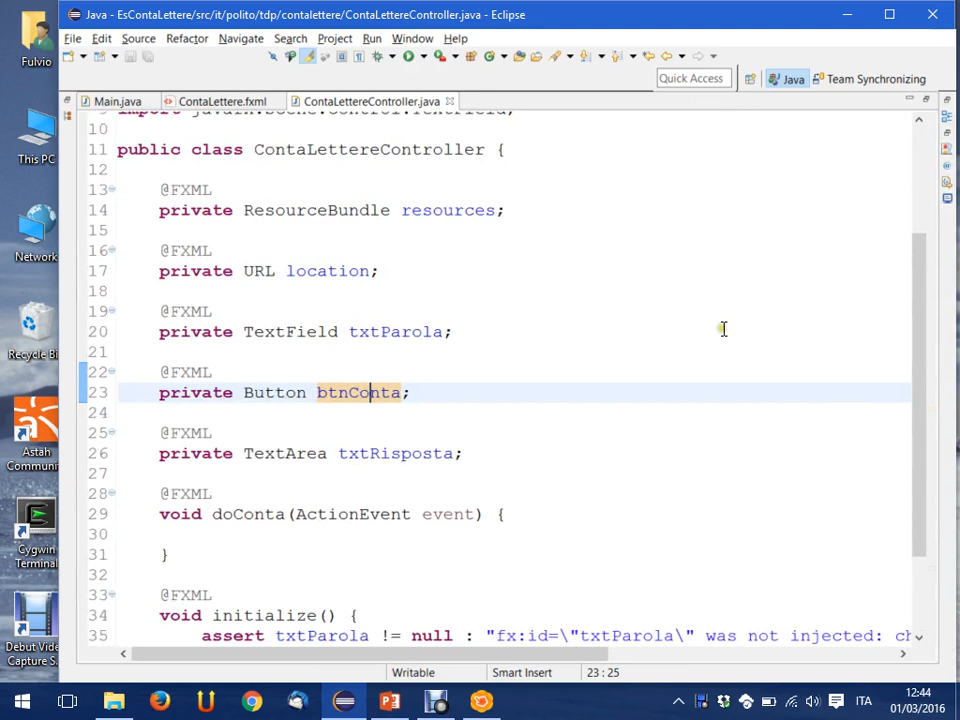 Java - EsContaLettere/src/it/polito/tdp/contalettere/ContaLettereController.java - Eclipse
File Edit Source Refactor Navigate Search Project Run Window Help
Quick Access Java Team Synchronizing
Main.java ContaLettere.fxml ContaLettereController.java
10
11 public class ContaLettereController {
12
13 @FXML
14 private ResourceBundle resources;
15
16 @FXML
17 private URL location;
18
19 @FXML
20 private TextField txtParola;
21
22 @FXML
23 private Button btnConta;
24
25 @FXML
26 private TextArea txtRisposta;
27
28 @FXML
29 void doConta(ActionEvent event) {
30
31 }
32
33 @FXML
34 void initialize() {
35 assert txtParola != null : "fx:id=\"txtParola\" was not injected: ch
Writable Smart Insert 23 : 25
Fulvio
This PC
Network
Recycle Bi
Astah
Commun
Cygwin
Terminal
Debut Vid
Capture S..
ITA
12:44
01/03/2016